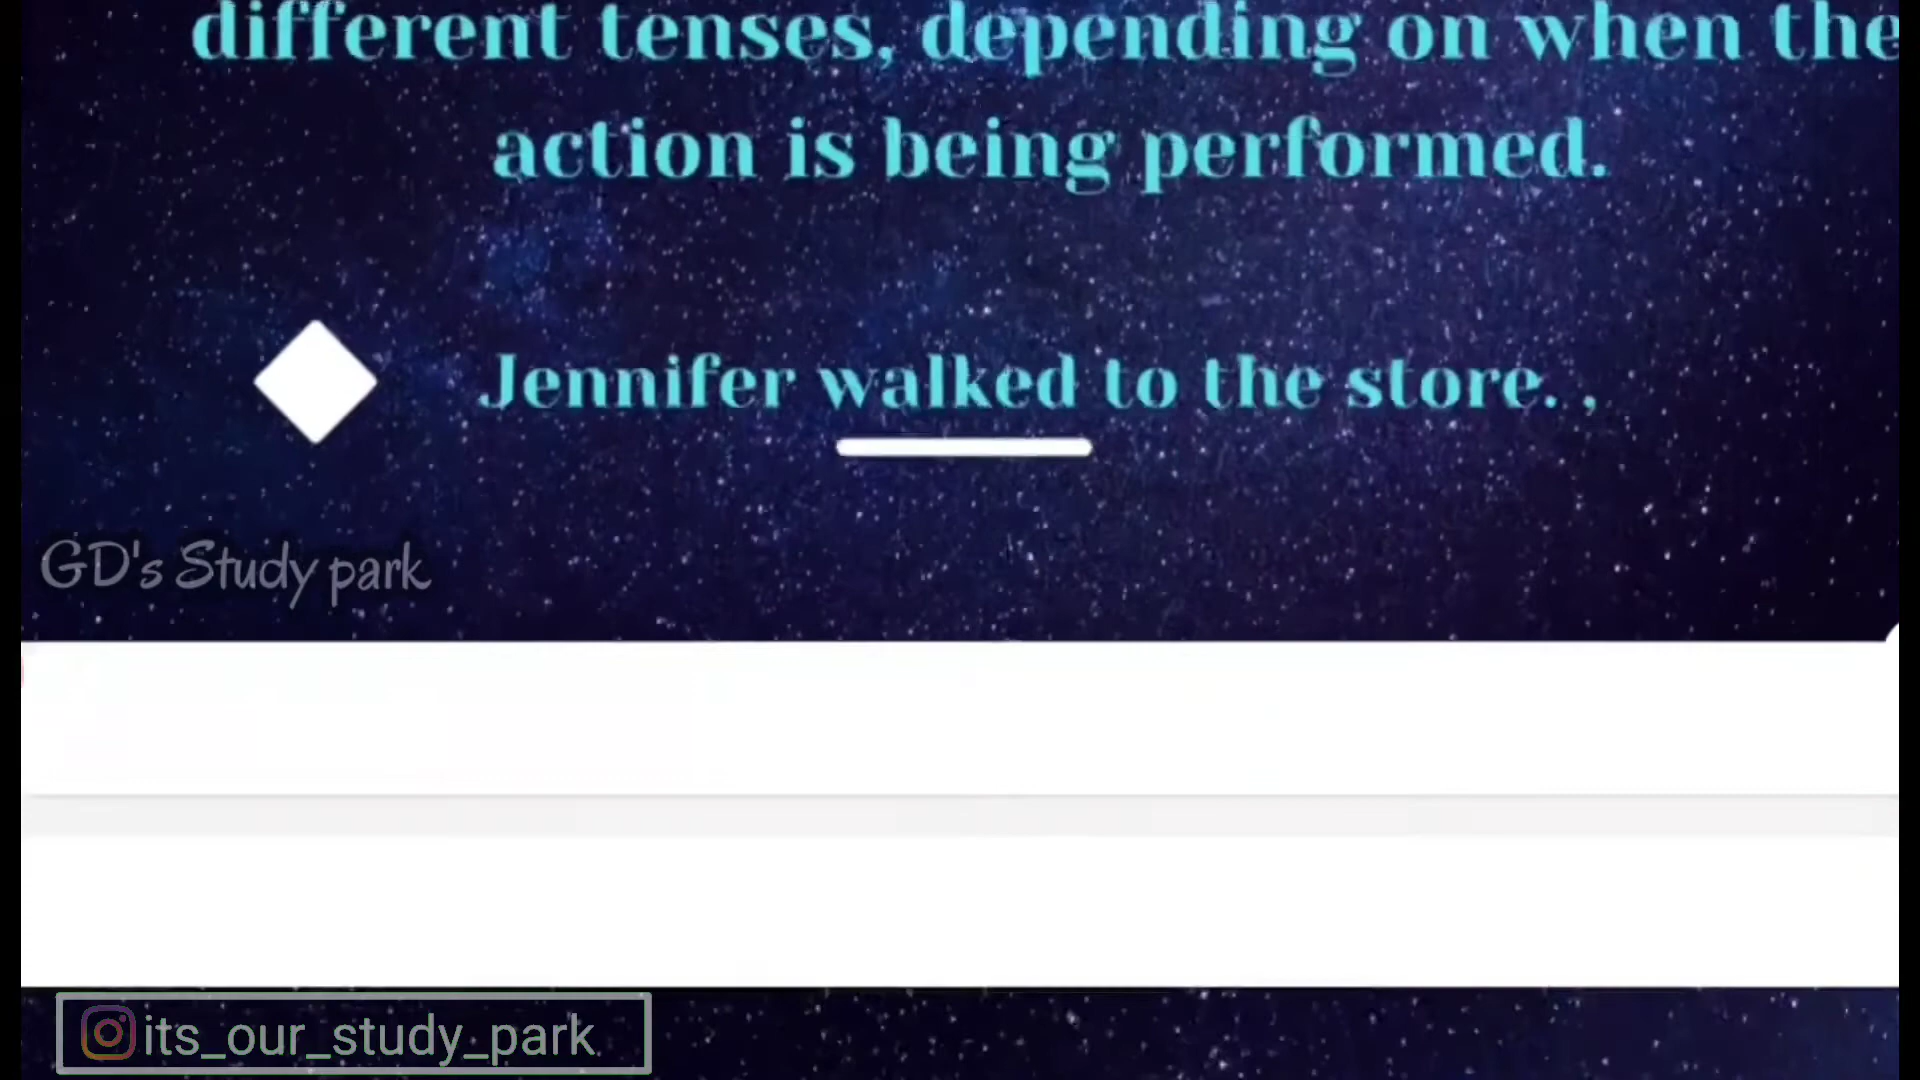 different tenses, depending on when the
action is being performed.
Jennifer walked to the store. ,
GD's Study park
its_our_study_park